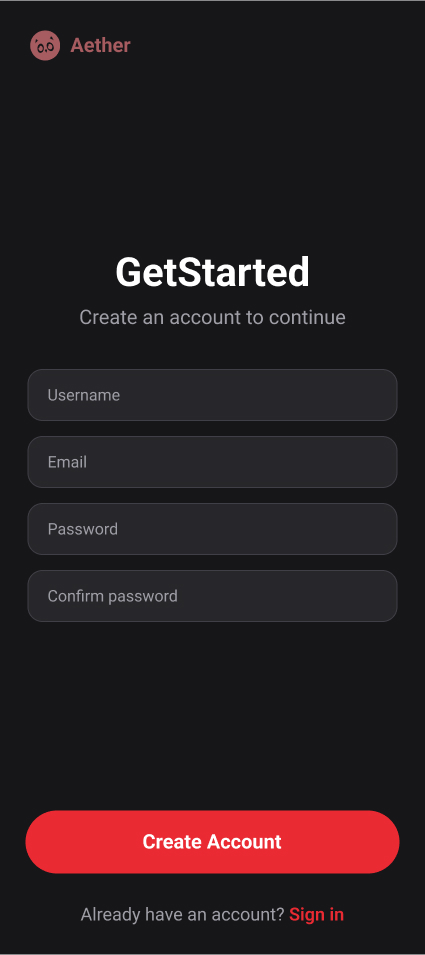 Aether
GetStarted
Create an account to continue
Username
Email
Password
Confirm password
Create Account
Already have an account? Sign in